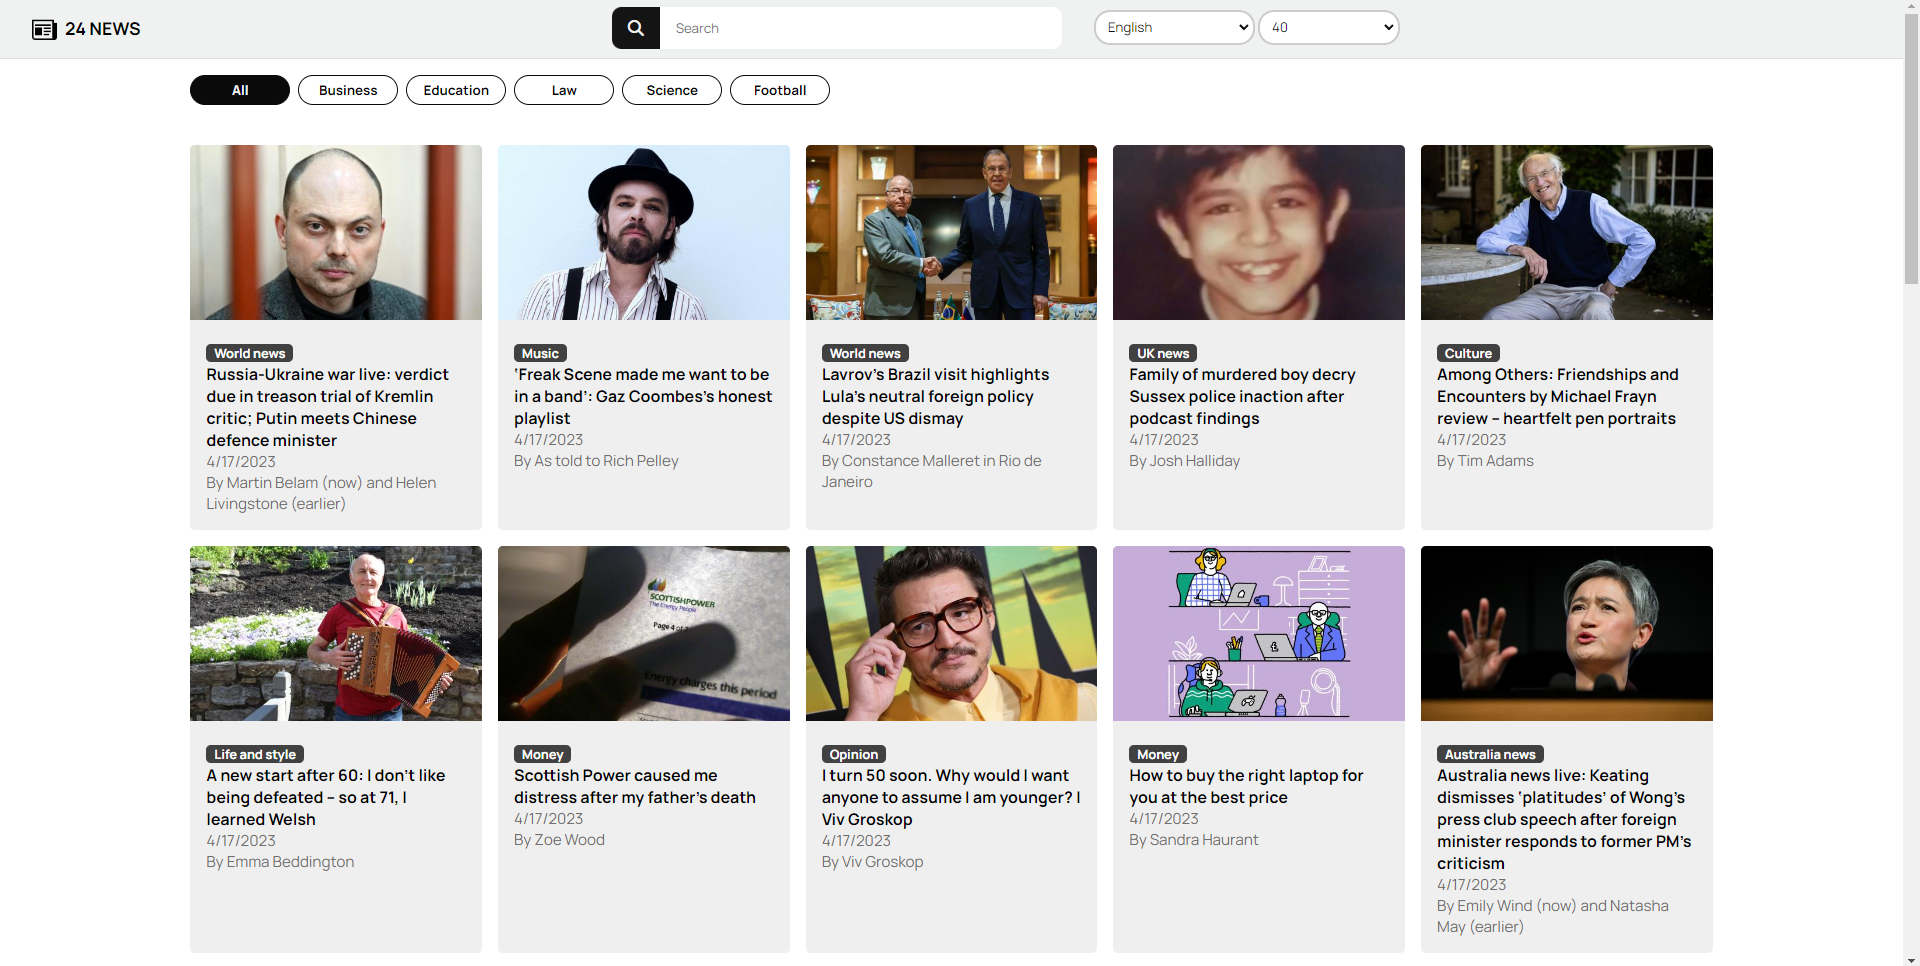 24 NEWS
Search
English
40
All
Business
Education
Law
Science
Football
World news
Russia-Ukraine war live: verdict
due in treason trial of Kremlin
critic; Putin meets Chinese
defence minister
4/17/2023
By Martin Belam (now) and Helen
Livingstone (earlier)
Music
‘Freak Scene made me want to be
in a band’: Gaz Coombes’s honest
playlist
4/17/2023
By As told to Rich Pelley
World news
Lavrov’s Brazil visit highlights
Lula’s neutral foreign policy
despite US dismay
4/17/2023
By Constance Malleret in Rio de
Janeiro
UK news
Family of murdered boy decry
Sussex police inaction after
podcast findings
4/17/2023
By Josh Halliday
Culture
Among Others: Friendships and
Encounters by Michael Frayn
review – heartfelt pen portraits
4/17/2023
By Tim Adams
Life and style
A new start after 60: I don’t like
being defeated – so at 71, I
learned Welsh
4/17/2023
By Emma Beddington
SCOTTISHPOWER
The Energy People
Page 4 of
Energy charges this period
Money
Scottish Power caused me
distress after my father’s death
4/17/2023
By Zoe Wood
Opinion
I turn 50 soon. Why would I want
anyone to assume I am younger? |
Viv Groskop
4/17/2023
By Viv Groskop
£
Money
How to buy the right laptop for
you at the best price
4/17/2023
By Sandra Haurant
Australia news
Australia news live: Keating
dismisses ‘platitudes’ of Wong’s
press club speech after foreign
minister responds to former PM’s
criticism
4/17/2023
By Emily Wind (now) and Natasha
May (earlier)